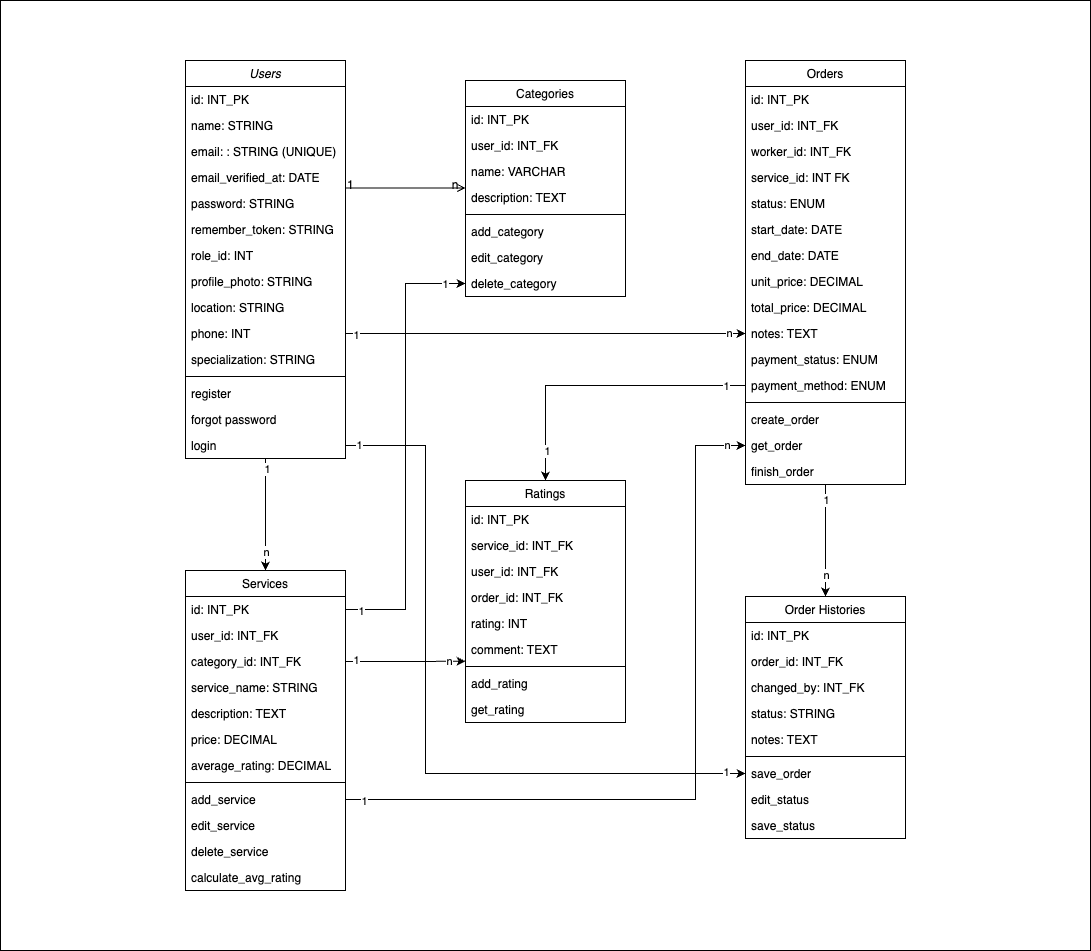 Users
id: INT_PK
name: STRING
email: : STRING (UNIQUE)
email_verified_at: DATE
password: STRING
remember_token: STRING
role_id: INT
profile_photo: STRING
location: STRING
phone: INT
specialization: STRING
register
forgot password
login
Categories
id: INT_PK
user_id: INT_FK
name: VARCHAR
description: TEXT
add_category
edit_category
delete_category
Orders
id: INT_PK
user_id: INT_FK
worker_id: INT_FK
service_id: INT FK
status: ENUM
start_date: DATE
end_date: DATE
unit_price: DECIMAL
total_price: DECIMAL
notes: TEXT
payment_status: ENUM
payment_method: ENUM
create_order
get_order
finish_order
1
n
1
1
n
1
1
n
1
1
n
1
n
Services
id: INT_PK
user_id: INT_FK
category_id: INT_FK
service_name: STRING
description: TEXT
price: DECIMAL
average_rating: DECIMAL
add_service
edit_service
delete_service
calculate_avg_rating
Ratings
id: INT_PK
service_id: INT_FK
user_id: INT_FK
order_id: INT_FK
rating: INT
comment: TEXT
add_rating
get_rating
Order Histories
id: INT_PK
order_id: INT_FK
changed_by: INT_FK
status: STRING
notes: TEXT
save_order
edit_status
save_status
1
1
n
1
1